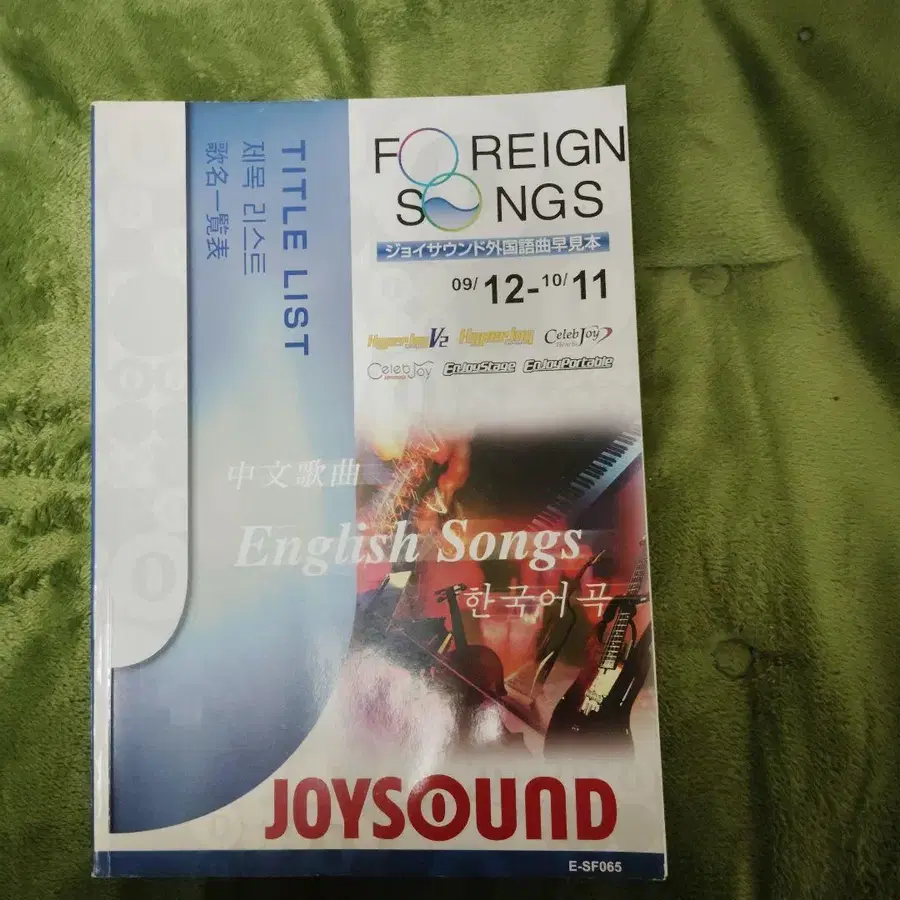 FOREIGN
SONGS
ジョイサウンド外国語曲早見本
09/12-10/11
HyperJoy V2
HyperJoy
CelebJoy
CelebJoy
EnJoyStage
EnJoyPortable
TITLE LIST
제목 리스트
歌名一覧表
中文歌曲
English Songs
한국어 곡
JOYSOUND
E-SF065